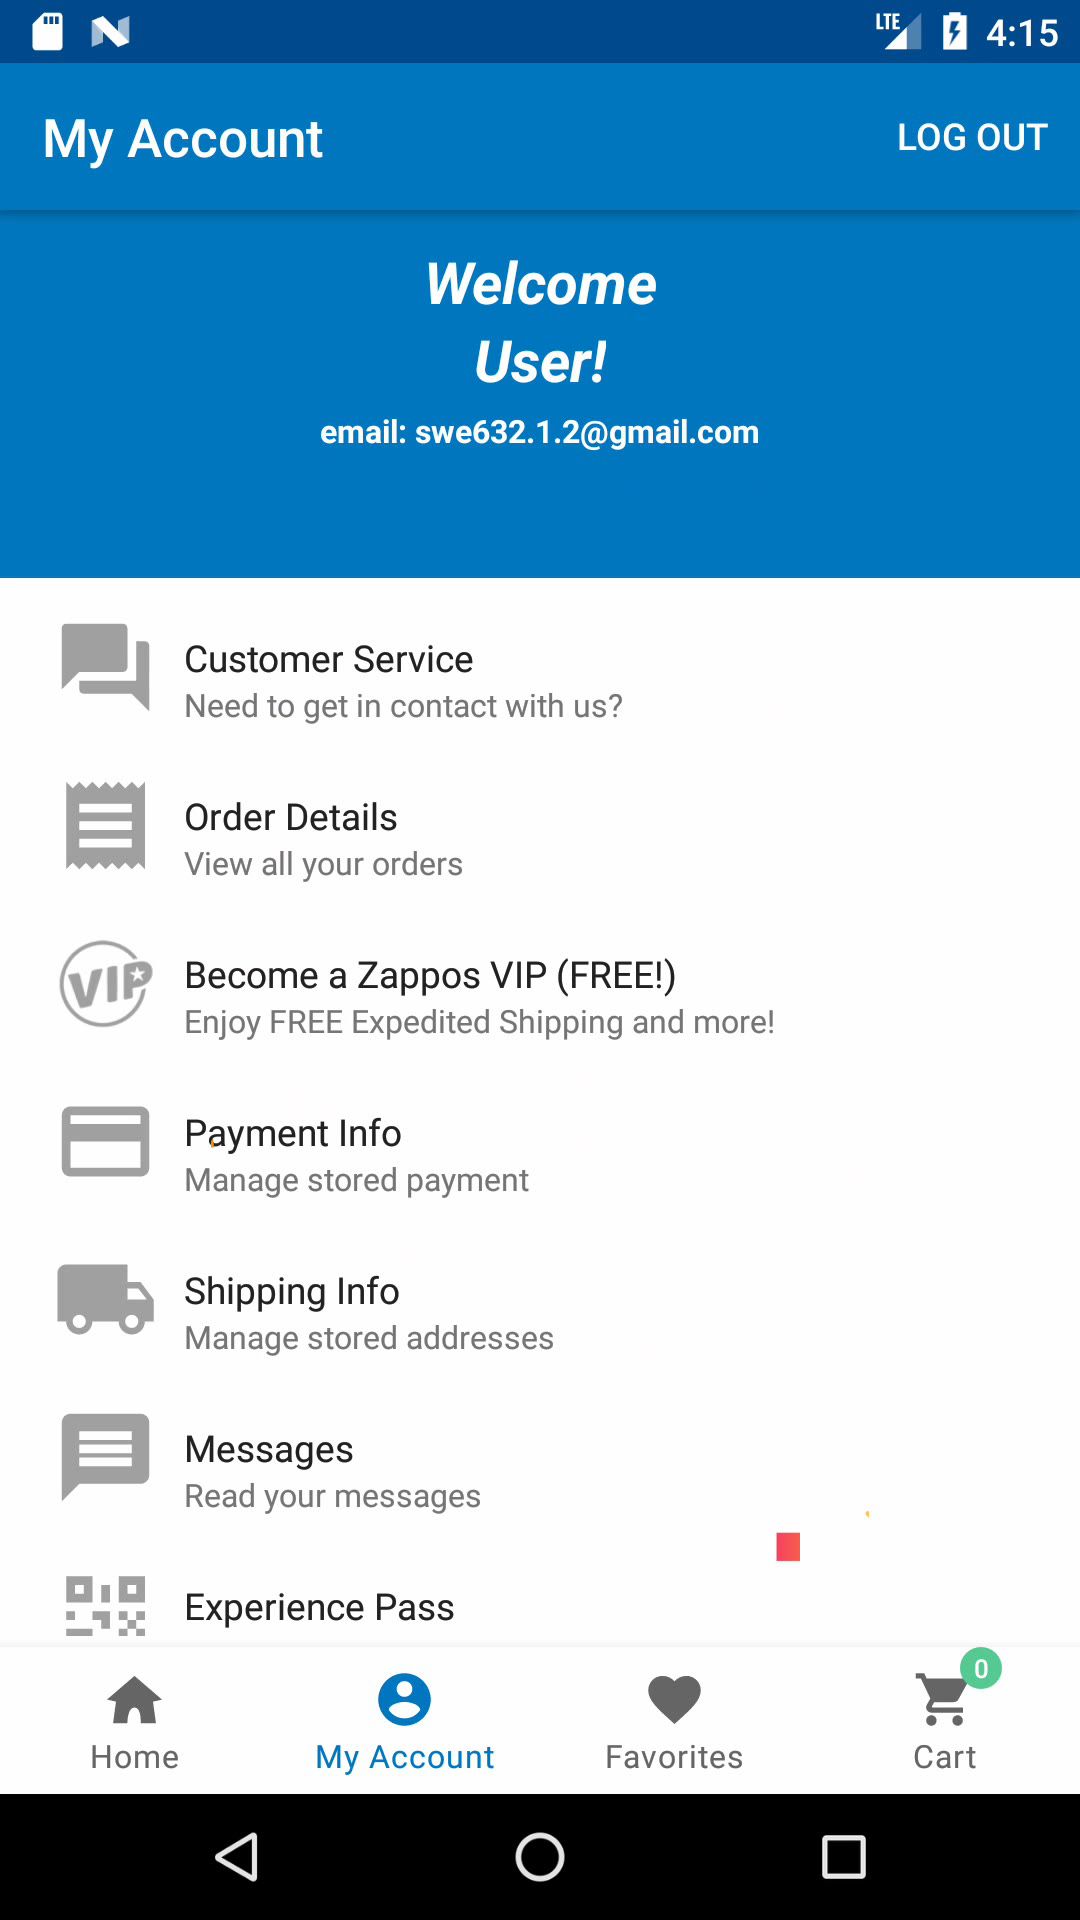 LTE 4:15
My Account LOG OUT
Welcome
User!
email: swe632.1.2@gmail.com
Customer Service
Need to get in contact with us?
Order Details
View all your orders
VIP
Become a Zappos VIP (FREE!)
Enjoy FREE Expedited Shipping and more!
Payment Info
Manage stored payment
Shipping Info
Manage stored addresses
Messages
Read your messages
Experience Pass
0
Home My Account Favorites Cart